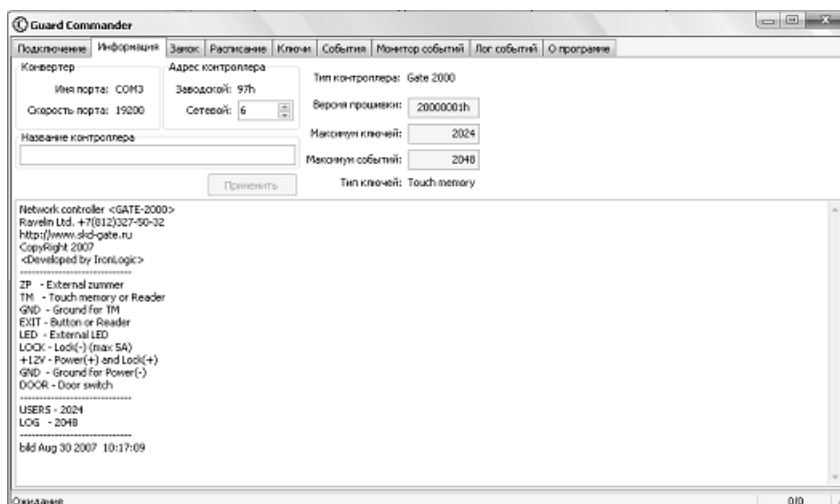 Guard Commander
Подключение Информация Замок Расписание Ключи События Монитор событий Лог событий О программе
Конвертер
Имя порта: COM3
Скорость порта: 19200
Адрес контроллера
Заводской: 97h
Сетевой: 6
Название контроллера
Применить
Тип контроллера: Gate 2000
Версия прошивки: 20000001h
Максимум ключей: 2024
Максимум событий: 2048
Тип ключей: Touch memory
Network controller <GATE-2000>
Ravelin Ltd. +7(812)327-50-32
http://www.skd-gate.ru
CopyRight 2007
<Developed by IronLogic>
------------------------------
ZP - External zummer
TM - Touch memory or Reader
GND - Ground for TM
EXIT - Button or Reader
LED - External LED
LOCK - Lock(-) (max 5A)
+12V - Power(+) and Lock(+)
GND - Ground for Power(-)
DOOR - Door switch
------------------------------
USERS - 2024
LOG - 2048
------------------------------
bild Aug 30 2007 10:17:09
Ожидание 0/0